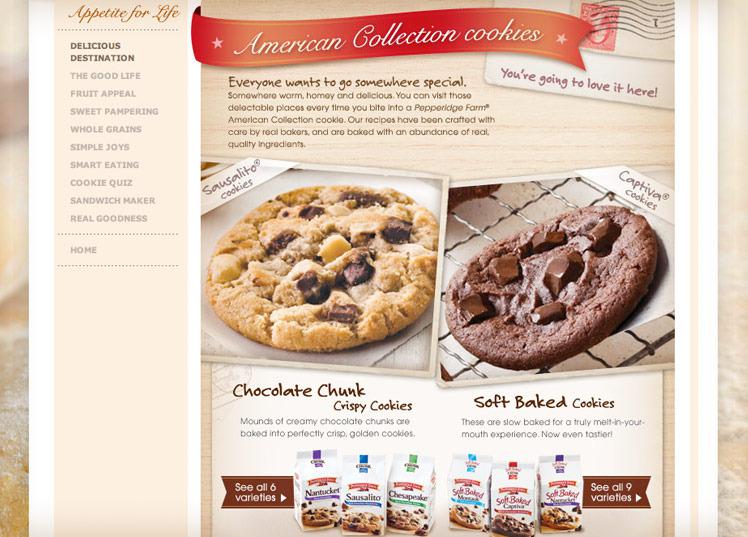 Appetite for Life
DELICIOUS
DESTINATION
THE GOOD LIFE
FRUIT APPEAL
SWEET PAMPERING
WHOLE GRAINS
SIMPLE JOYS
SMART EATING
COOKIE QUIZ
SANDWICH MAKER
REAL GOODNESS
HOME
American Collection cookies
You're going to love it here!
Everyone wants to go somewhere special.
Somewhere warm, homey and delicious. You can visit those
delectable places every time you bite into a Pepperidge Farm®
American Collection cookie. Our recipes have been crafted with
care by real bakers, and are baked with an abundance of real,
quality ingredients.
Sausalito®
cookies
Captiva®
cookies
Chocolate Chunk
Crispy Cookies
Mounds of creamy chocolate chunks are
baked into perfectly crisp, golden cookies.
Soft Baked Cookies
These are slow baked for a truly melt-in-your-
mouth experience. Now even tastier!
See all 6
varieties
Nantucket
Sausalito
Chesapeake
Soft Baked
Soft Baked
Captiva
Soft Baked
Nantucket
See all 9
varieties